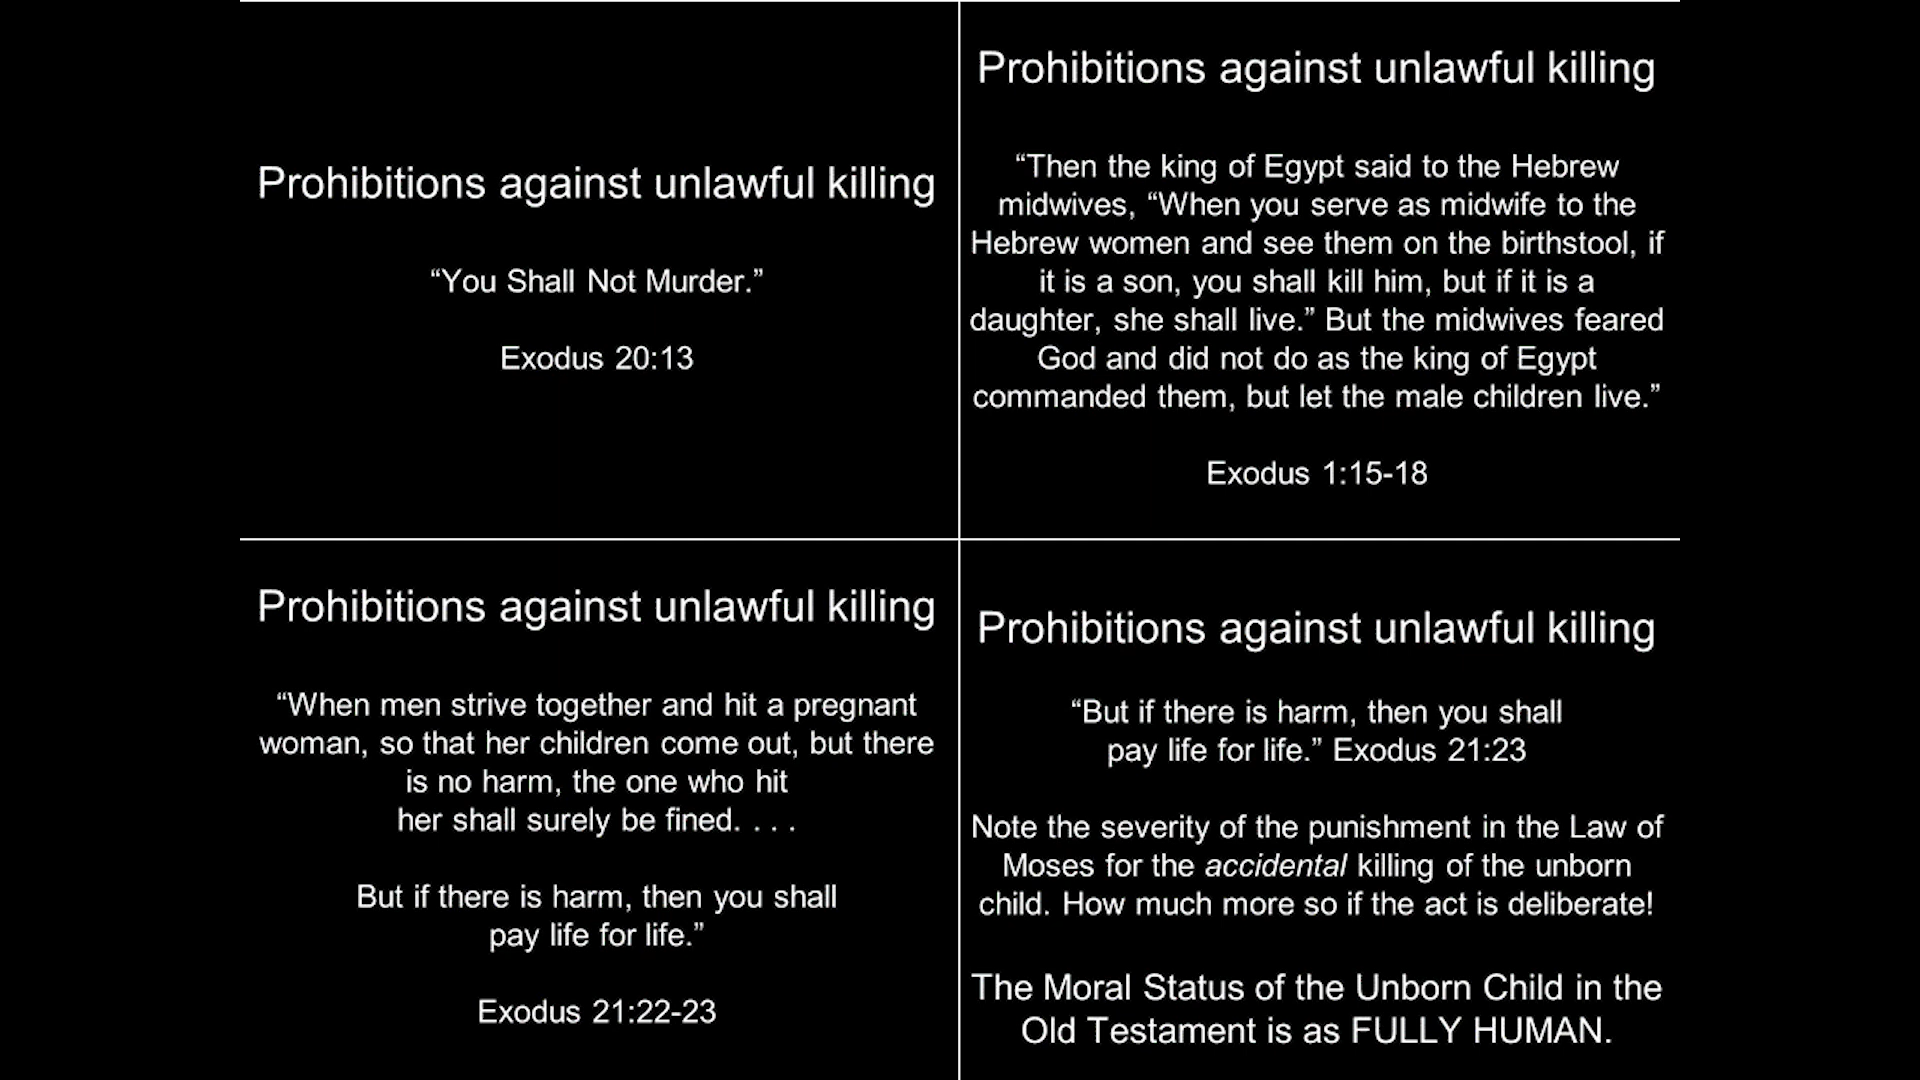 Prohibitions against unlawful killing
“You Shall Not Murder.”
Exodus 20:13
Prohibitions against unlawful killing
“Then the king of Egypt said to the Hebrew
midwives, “When you serve as midwife to the
Hebrew women and see them on the birthstool, if
it is a son, you shall kill him, but if it is a
daughter, she shall live.” But the midwives feared
God and did not do as the king of Egypt
commanded them, but let the male children live.”
Exodus 1:15-18
Prohibitions against unlawful killing
“When men strive together and hit a pregnant
woman, so that her children come out, but there
is no harm, the one who hit
her shall surely be fined. . . .
But if there is harm, then you shall
pay life for life.”
Exodus 21:22-23
Prohibitions against unlawful killing
“But if there is harm, then you shall
pay life for life.” Exodus 21:23
Note the severity of the punishment in the Law of
Moses for the accidental killing of the unborn
child. How much more so if the act is deliberate!
The Moral Status of the Unborn Child in the
Old Testament is as FULLY HUMAN.